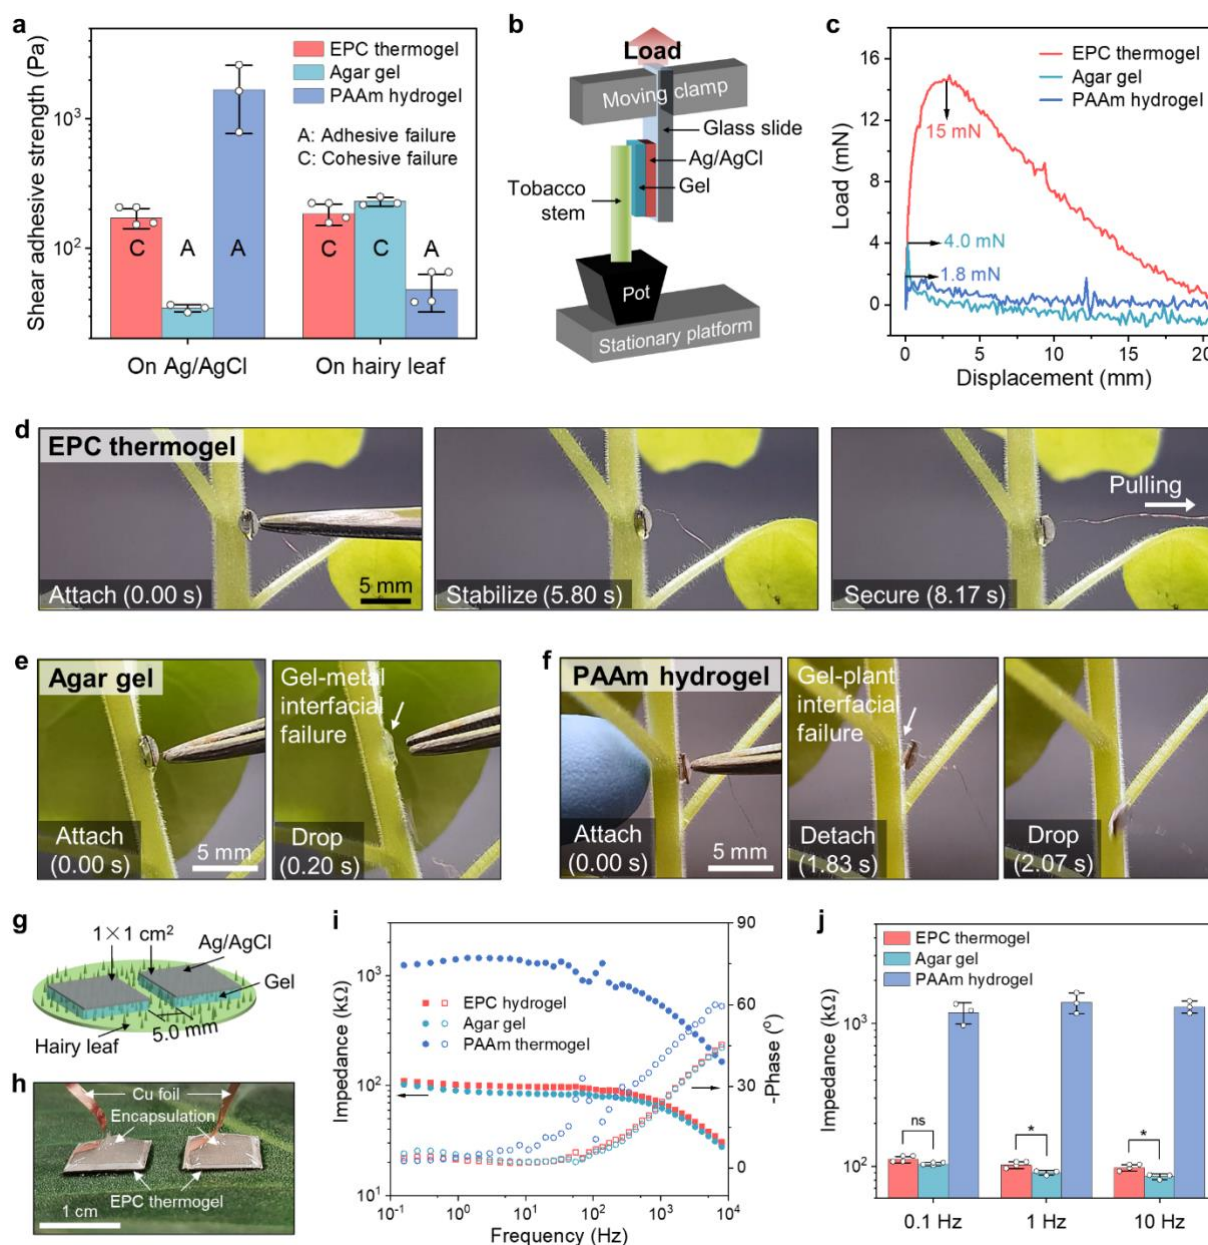 a
Shear adhesive strength (Pa)
10³
10²
EPC thermogel
Agar gel
PAAm hydrogel
A: Adhesive failure
C: Cohesive failure
C
A
A
C
C
A
On Ag/AgCl
On hairy leaf
b
Load
Moving clamp
Glass slide
Ag/AgCl
Gel
Tobacco
stem
Pot
Stationary platform
c
Load (mN)
16
12
8
4
0
EPC thermogel
Agar gel
PAAm hydrogel
15 mN
4.0 mN
1.8 mN
0
5
10
15
20
Displacement (mm)
d
EPC thermogel
Attach (0.00 s)
5 mm
Stabilize (5.80 s)
Pulling
Secure (8.17 s)
e
Agar gel
Attach
(0.00 s)
5 mm
Gel-metal
interfacial
failure
Drop
(0.20 s)
f
PAAm hydrogel
Attach
(0.00 s)
5 mm
Gel-plant
interfacial
failure
Detach
(1.83 s)
Drop
(2.07 s)
g
1×1 cm²
Ag/AgCl
Gel
5.0 mm
Hairy leaf
h
Cu foil
Encapsulation
EPC thermogel
1 cm
i
Impedance (kΩ)
10³
10²
10¹
EPC hydrogel
Agar gel
PAAm thermogel
90
60
30
0
-Phase (°)
10⁻¹
10⁰
10¹
10²
10³
10⁴
Frequency (Hz)
j
Impedance (kΩ)
10³
10²
EPC thermogel
Agar gel
PAAm hydrogel
ns
*
*
0.1 Hz
1 Hz
10 Hz